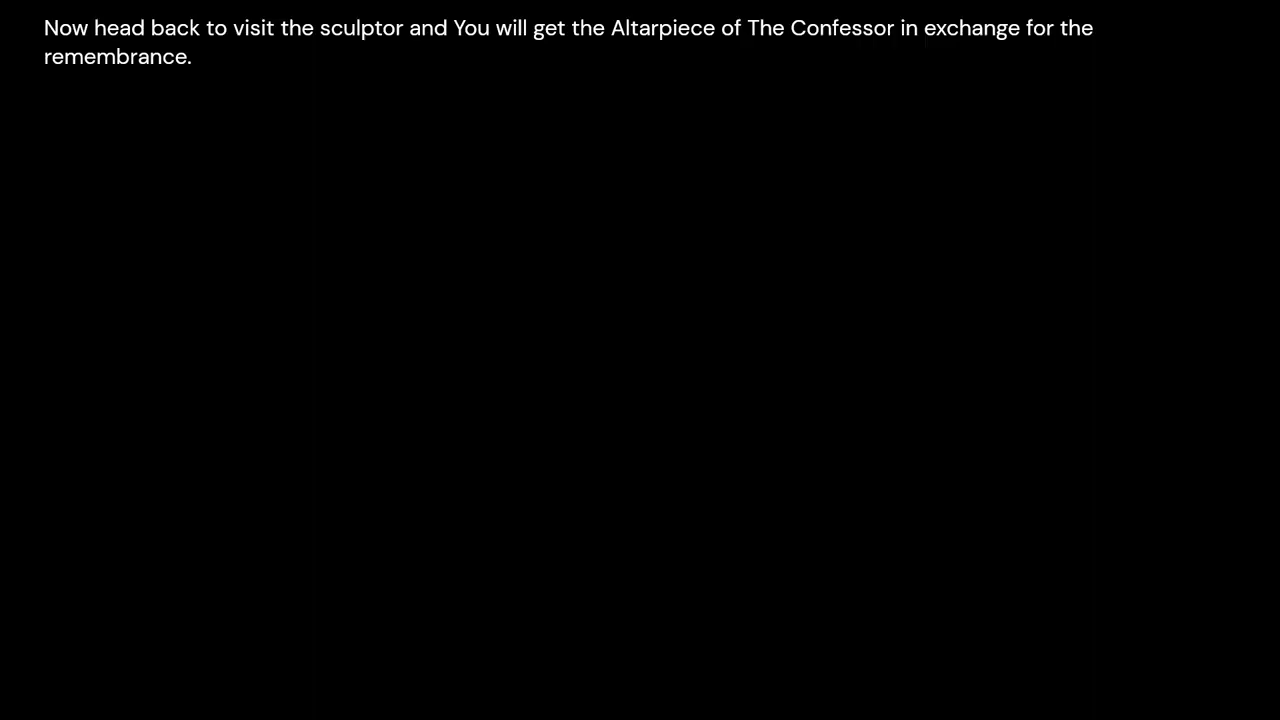 Now head back to visit the sculptor and You will get the Altarpiece of The Confessor in exchange for the
remembrance.